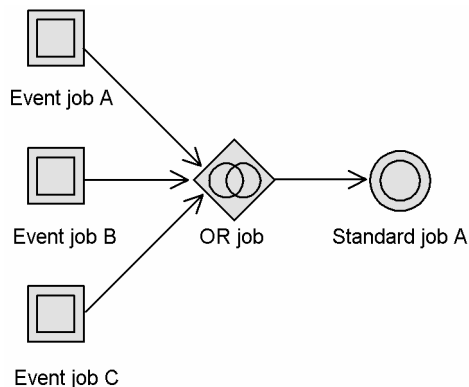 Event job A
Event job B
OR job
Standard job A
Event job C